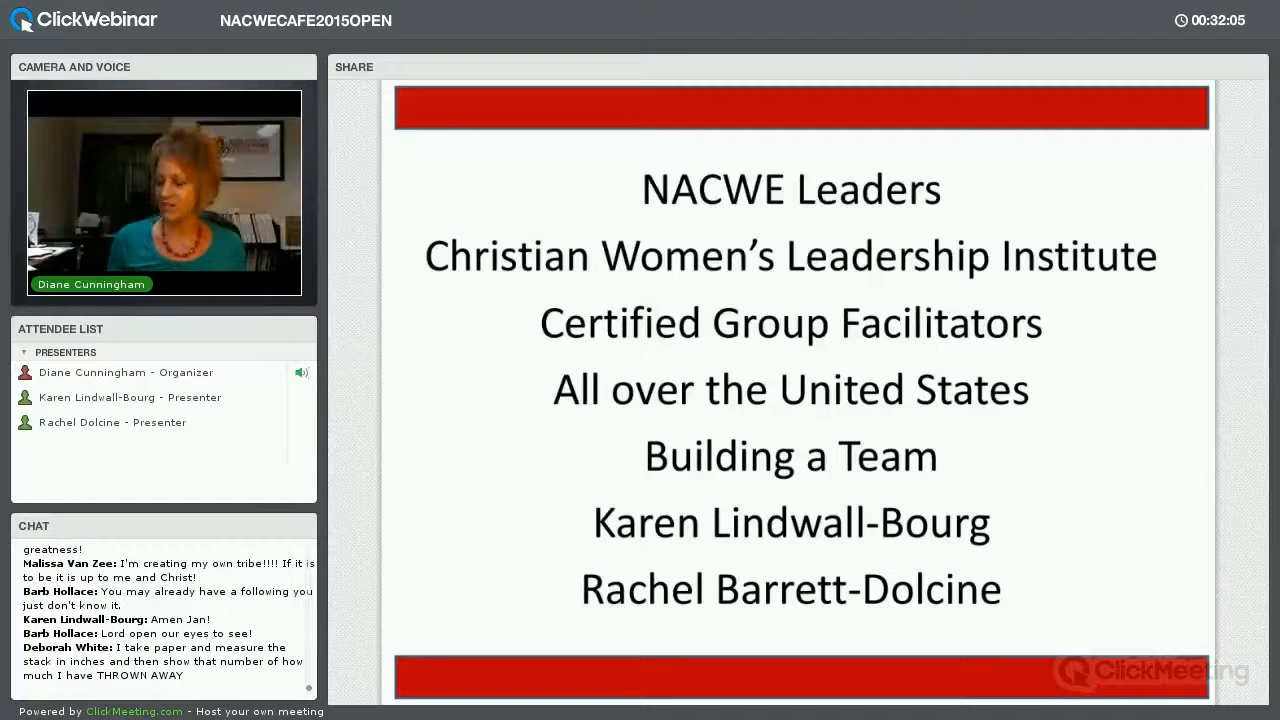 ClickWebinar
NACWECAFE2015OPEN
00:32:05
CAMERA AND VOICE
Diane Cunningham
ATTENDEE LIST
PRESENTERS
Diane Cunningham - Organizer
Karen Lindwall-Bourg - Presenter
Rachel Dolcine - Presenter
CHAT
greatness!
Malissa Van Zee: I'm creating my own tribe!!!! If it is
to be it is up to me and Christ!
Barb Hollace: You may already have a following you
just don't know it.
Karen Lindwall-Bourg: Amen Jan!
Barb Hollace: Lord open our eyes to see!
Deborah White: I take paper and measure the
stack in inches and then show that number of how
much I have THROWN AWAY
Powered by ClickMeeting.com - Host your own meeting
SHARE
NACWE Leaders
Christian Women’s Leadership Institute
Certified Group Facilitators
All over the United States
Building a Team
Karen Lindwall-Bourg
Rachel Barrett-Dolcine
ClickMeeting